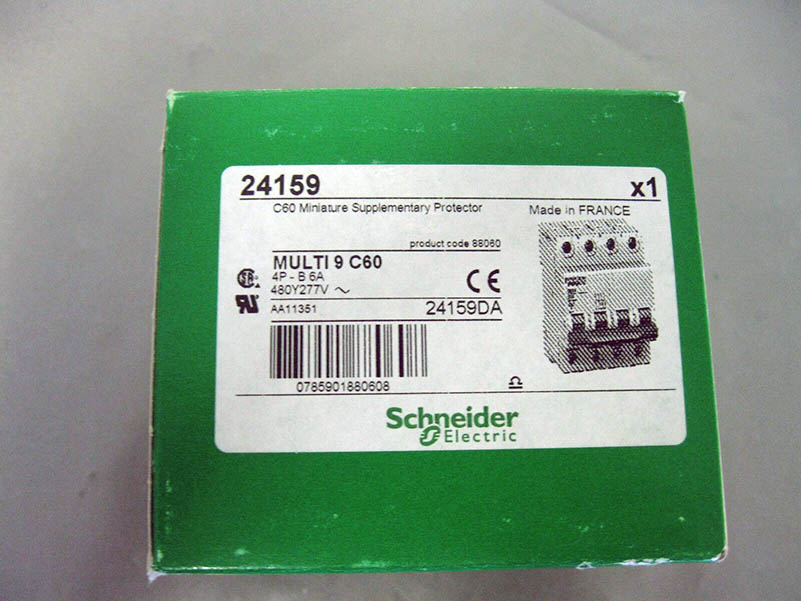 24159 x1
C60 Miniature Supplementary Protector Made in FRANCE
product code 88060
MULTI 9 C60
4P - B 6A
480Y277V ~
AA11351 24159DA
CE
0785901880608
Schneider
Electric